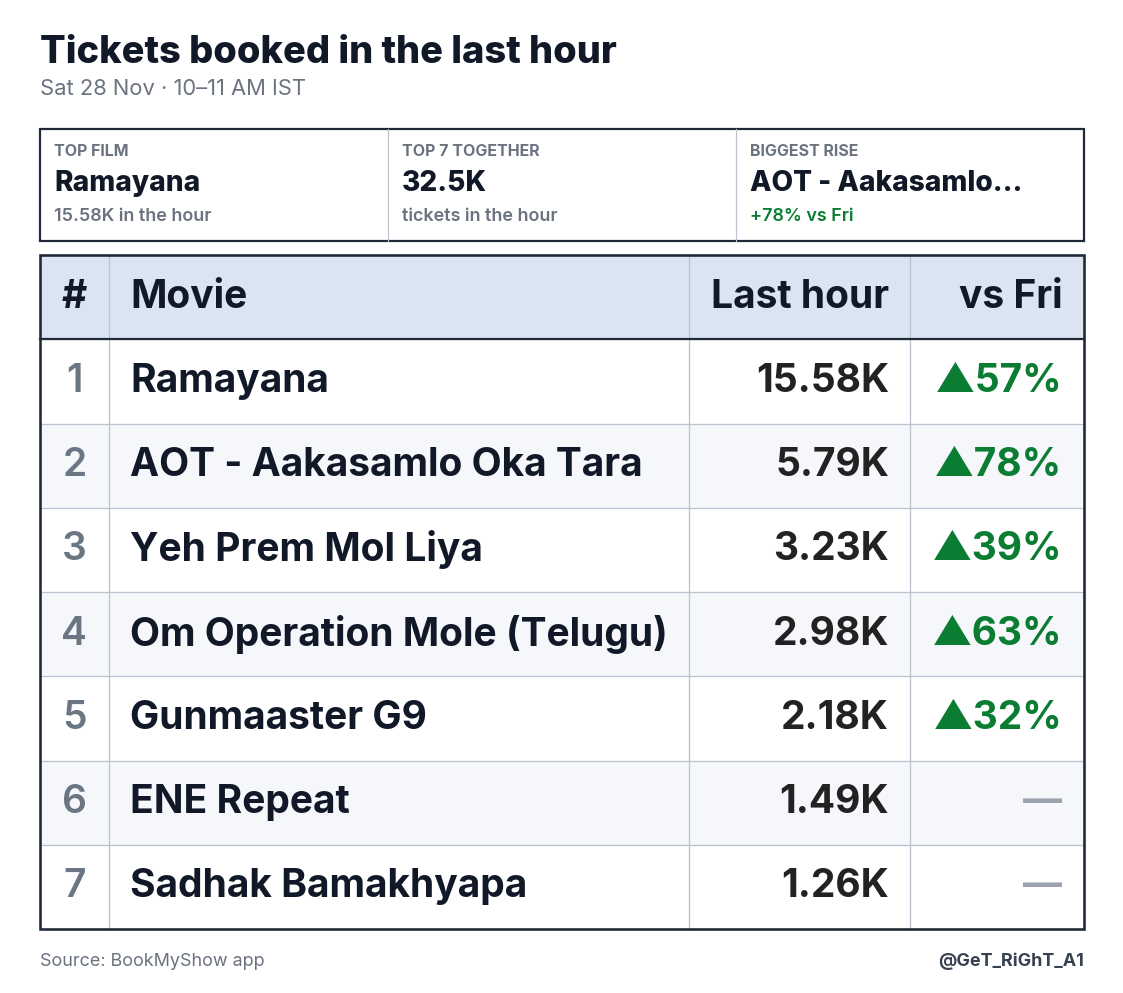 Tickets booked in the last hour
Sat 28 Nov · 10–11 AM IST
TOP FILM
Ramayana
15.58K in the hour
TOP 7 TOGETHER
32.5K
tickets in the hour
BIGGEST RISE
AOT - Aakasamlo...
+78% vs Fri
# Movie Last hour vs Fri
1 Ramayana 15.58K ▲57%
2 AOT - Aakasamlo Oka Tara 5.79K ▲78%
3 Yeh Prem Mol Liya 3.23K ▲39%
4 Om Operation Mole (Telugu) 2.98K ▲63%
5 Gunmaaster G9 2.18K ▲32%
6 ENE Repeat 1.49K —
7 Sadhak Bamakhyapa 1.26K —
Source: BookMyShow app
@GeT_RiGhT_A1